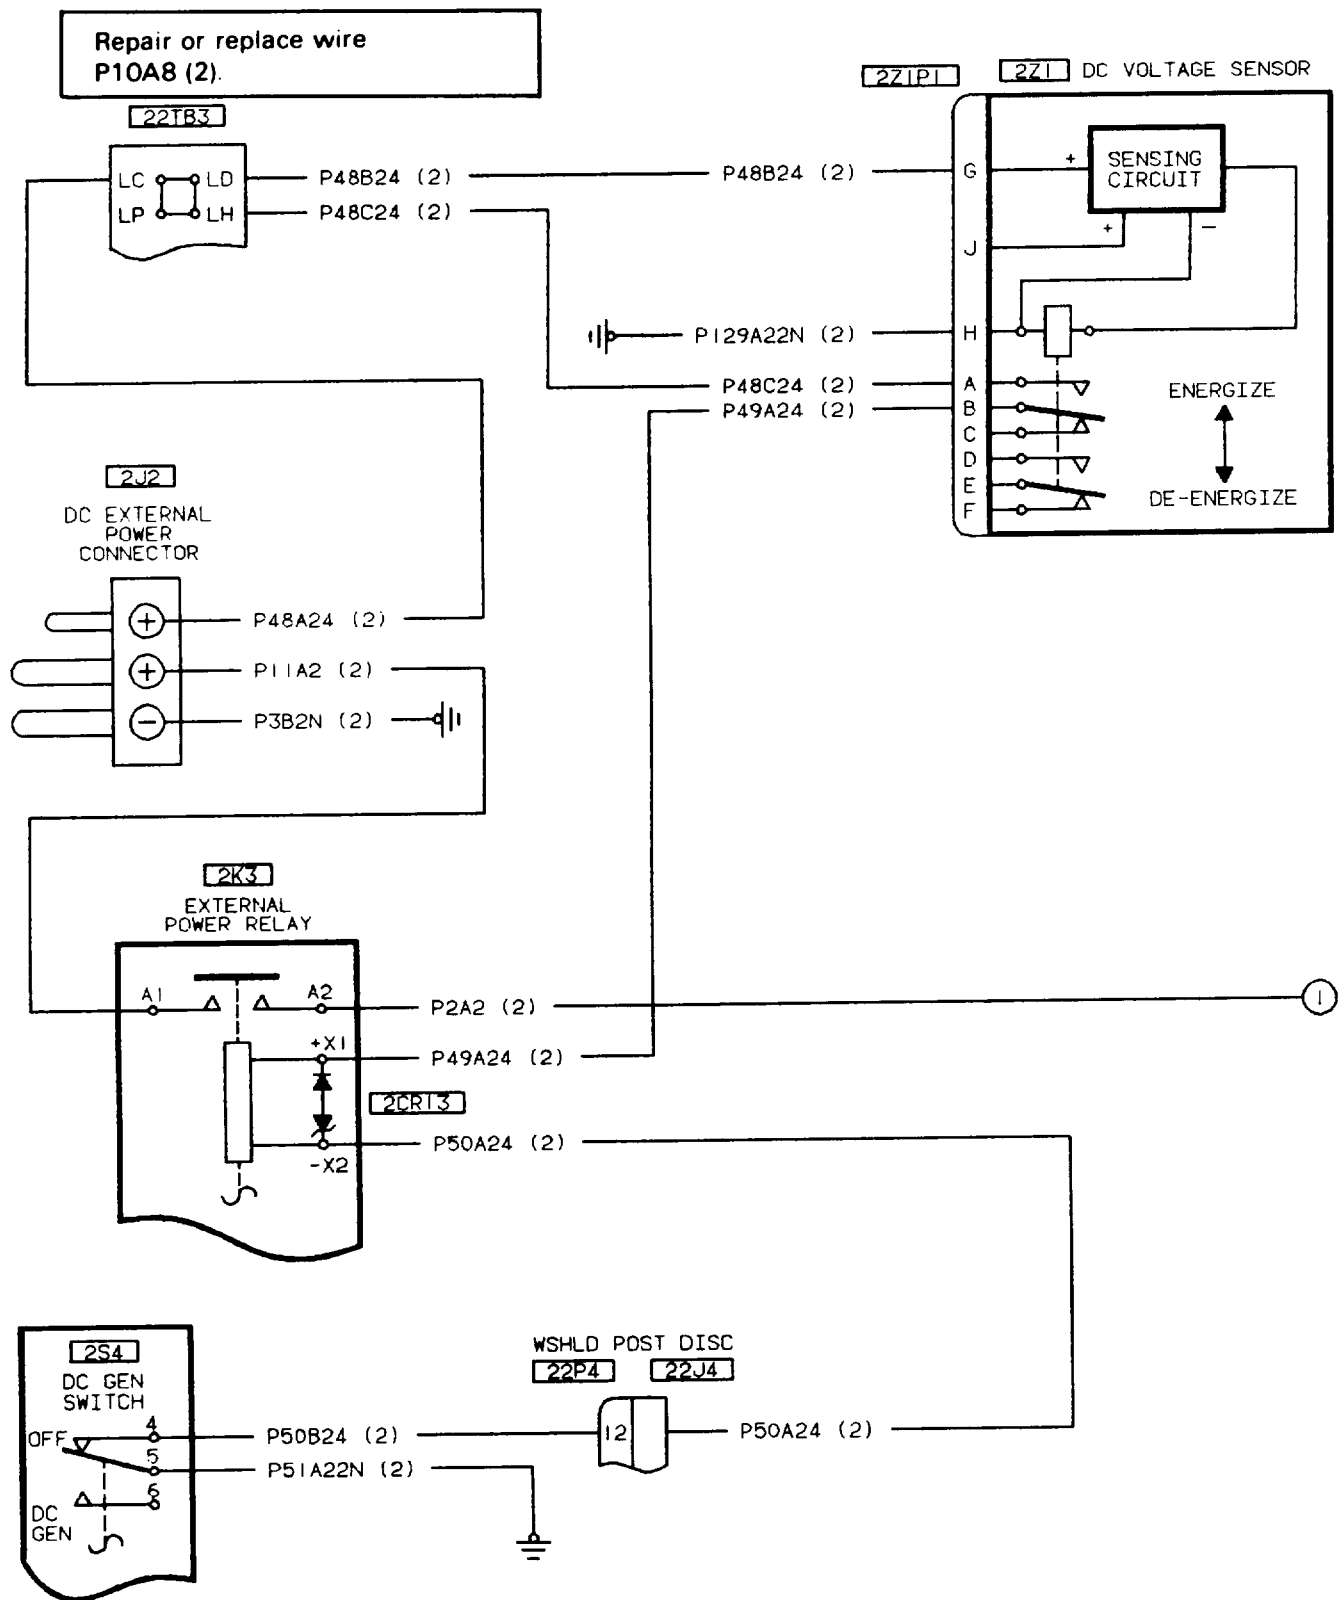 Repair or replace wire
P10A8 (2).
22TB3
LC LD
LP LH
P48B24 (2)
P48C24 (2)
P48B24 (2)
2Z1P1
2Z1 DC VOLTAGE SENSOR
G
+
SENSING
CIRCUIT
J
+
−
P129A22N (2)
H
P48C24 (2)
A
P49A24 (2)
B
C
D
E
F
ENERGIZE
DE-ENERGIZE
2J2
DC EXTERNAL
POWER
CONNECTOR
+
P48A24 (2)
+
P11A2 (2)
−
P3B2N (2)
2K3
EXTERNAL
POWER RELAY
A1
A2
P2A2 (2)
1
+X1
P49A24 (2)
2CR13
P50A24 (2)
-X2
2S4
DC GEN
SWITCH
OFF
4
5
6
DC
GEN
P50B24 (2)
P51A22N (2)
WSHLD POST DISC
22P4
22J4
12
P50A24 (2)